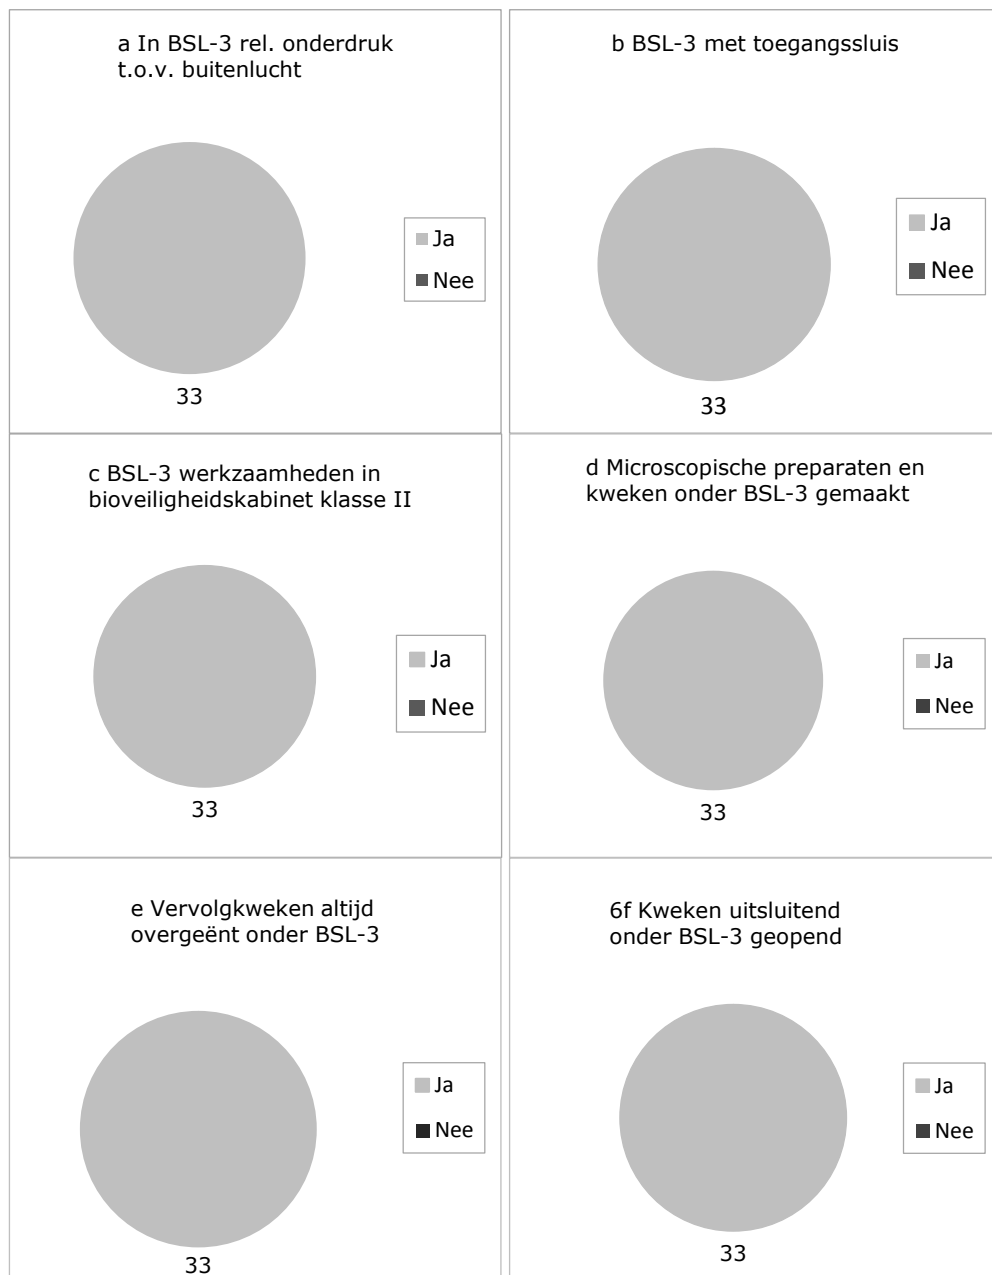 a In BSL-3 rel. onderdruk
t.o.v. buitenlucht
Ja
Nee
33
b BSL-3 met toegangssluis
Ja
Nee
33
c BSL-3 werkzaamheden in
bioveiligheidskabinet klasse II
Ja
Nee
33
d Microscopische preparaten en
kweken onder BSL-3 gemaakt
Ja
Nee
33
e Vervolgkweken altijd
overgeënt onder BSL-3
Ja
Nee
33
6f Kweken uitsluitend
onder BSL-3 geopend
Ja
Nee
33